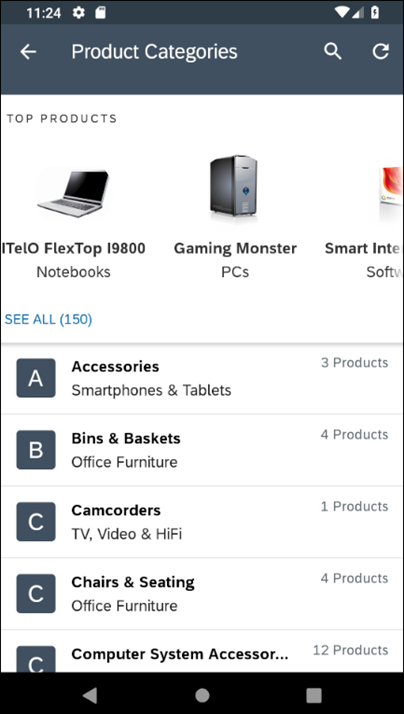 11:24
Product Categories
TOP PRODUCTS
ITelO FlexTop I9800 Gaming Monster Smart Inte
Notebooks PCs Softw
SEE ALL (150)
A Accessories 3 Products
Smartphones & Tablets
B Bins & Baskets 4 Products
Office Furniture
C Camcorders 1 Products
TV, Video & HiFi
C Chairs & Seating 4 Products
Office Furniture
C Computer System Accessor... 12 Products